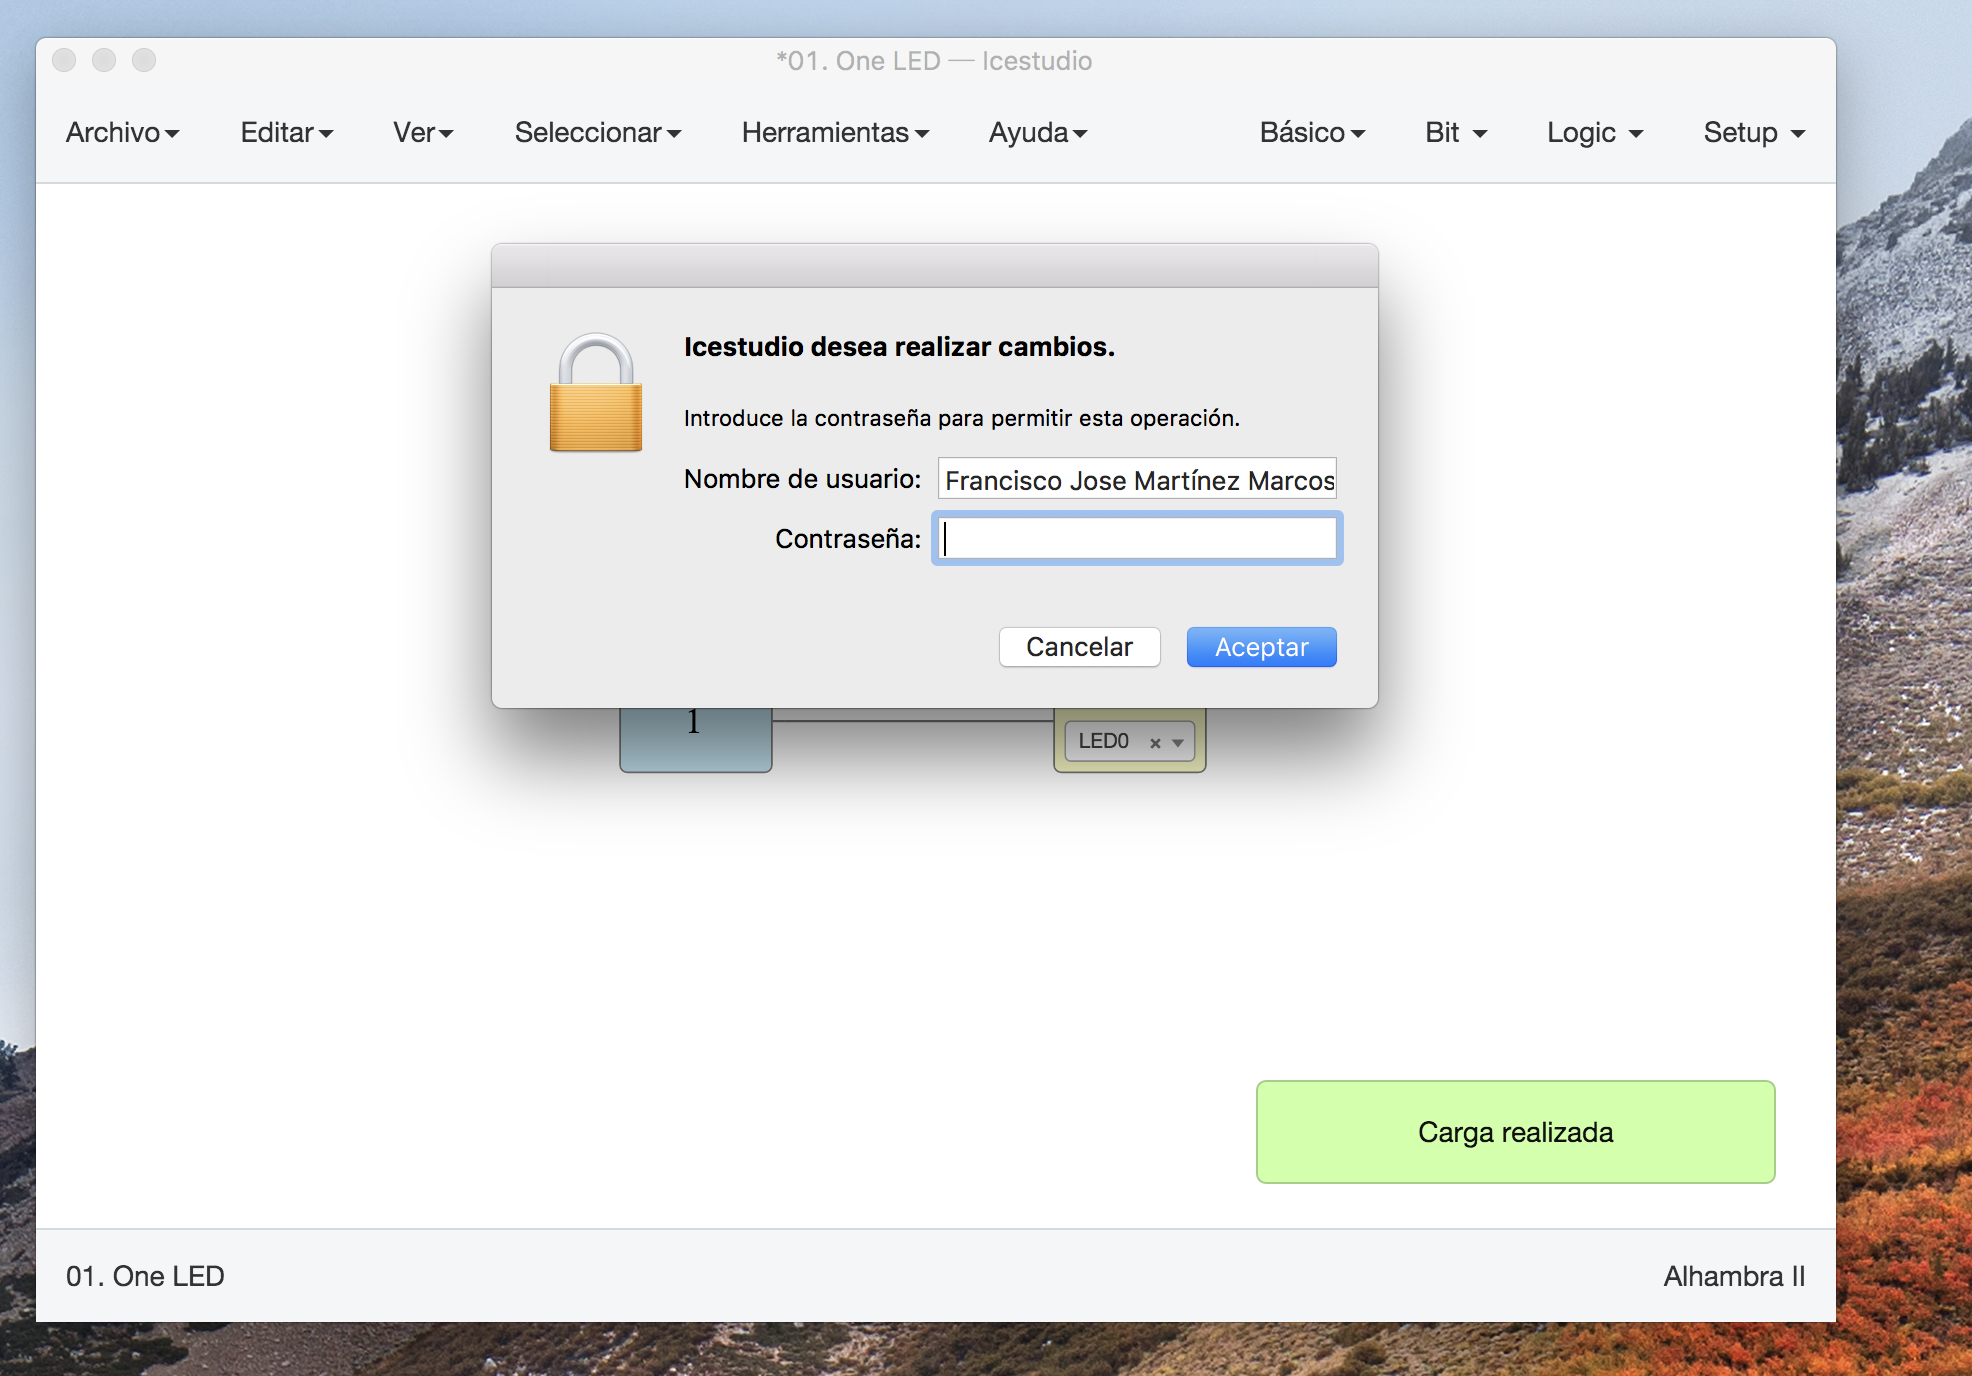 *01. One LED — Icestudio
Archivo Editar Ver Seleccionar Herramientas Ayuda Básico Bit Logic Setup
Icestudio desea realizar cambios.
Introduce la contraseña para permitir esta operación.
Nombre de usuario: Francisco Jose Martínez Marcos
Contraseña:
Cancelar Aceptar
1
LED0 ×
Carga realizada
01. One LED Alhambra II